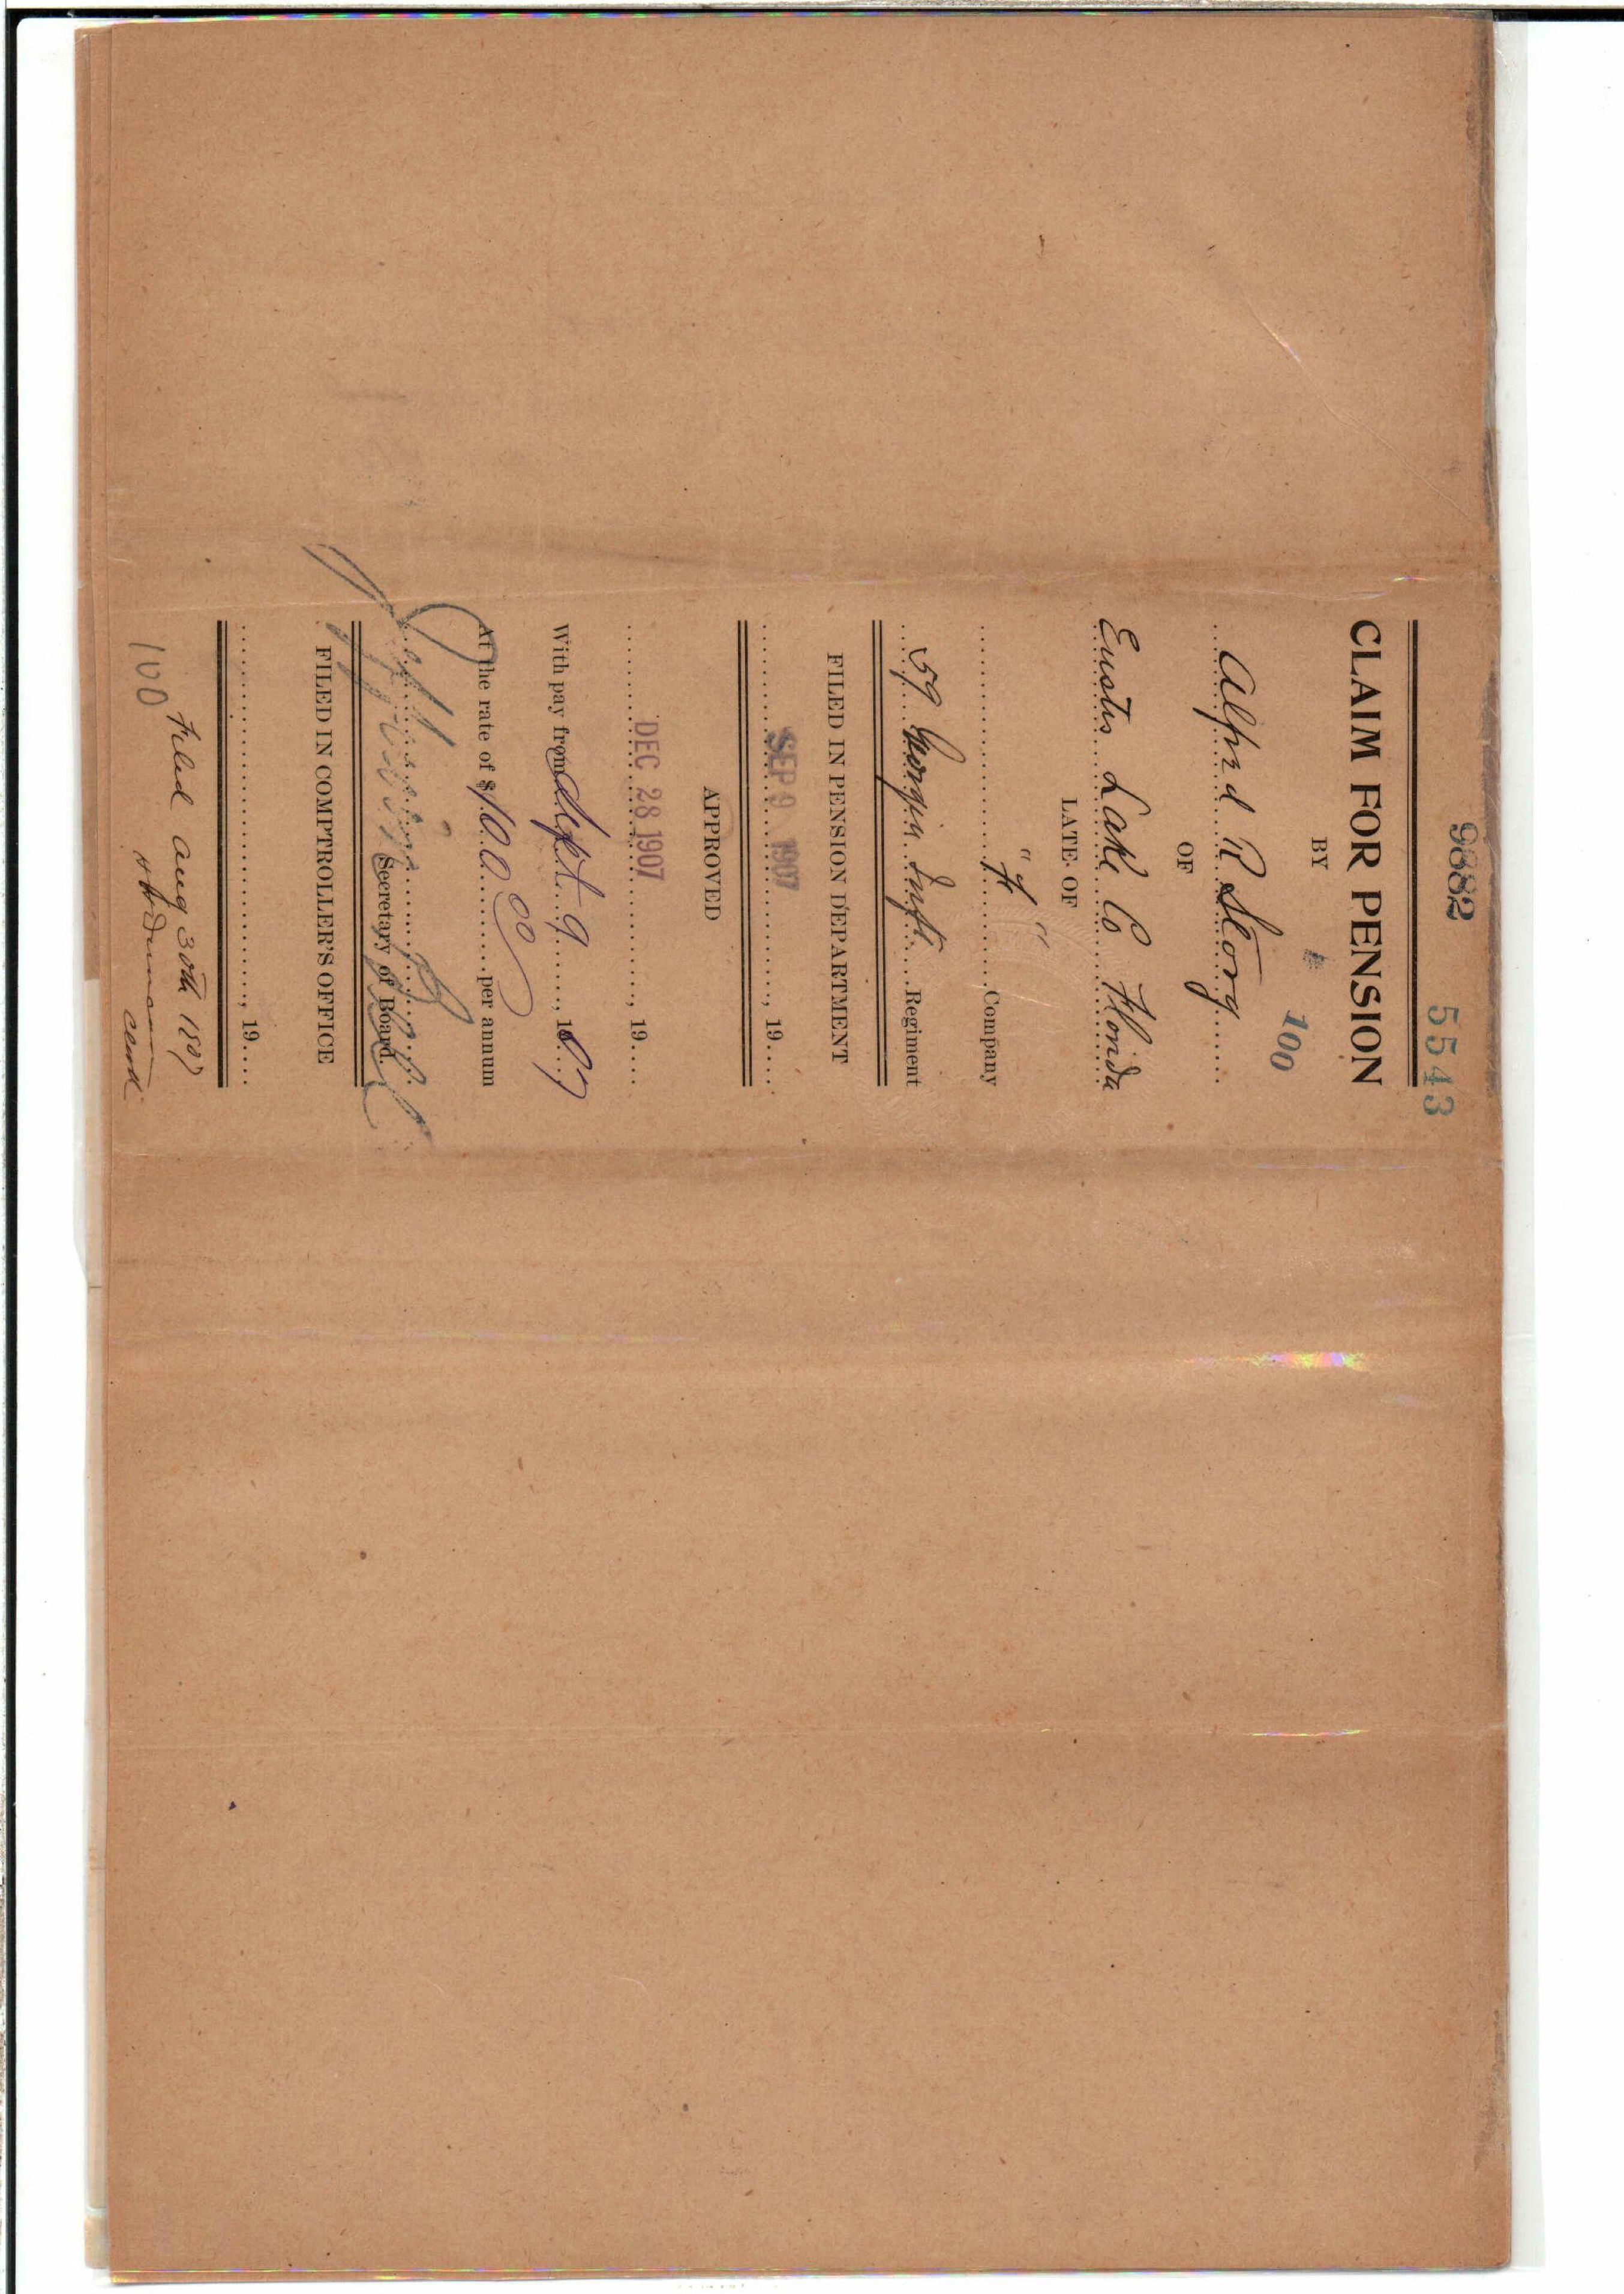 9882 5543
CLAIM FOR PENSION
BY
100
Alfred R Story
OF
Eustis Lake Co Florida
LATE OF
"F" Company
59 Georgia Inft Regiment
FILED IN PENSION DEPARTMENT
SEP 9 1907, 19
APPROVED
DEC 28 1907, 19
With pay from Sept 9, 1907
At the rate of $100 00 per annum
Secretary of Board.
FILED IN COMPTROLLER'S OFFICE
, 19
Filed Aug 30th 1907
Clerk
100